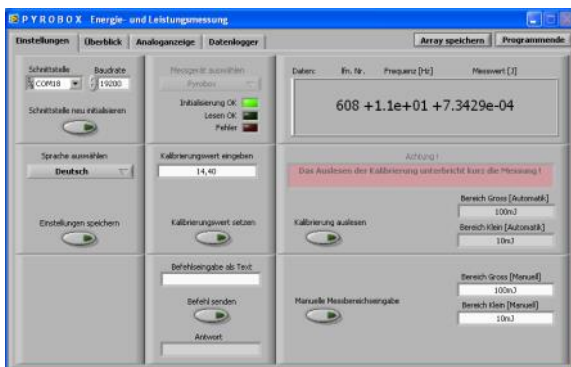 PYROBOX Energie- und Leistungsmessung
Einstellungen Überblick Analoganzeige Datenlogger Array speichern Programmende
Schnittstelle Baudrate
COM18 19200
Schnittstelle neu initialisieren
Messgerät auswählen
Pyrobox
Initialisierung OK
Lesen OK
Fehler
Daten: lfn. Nr. Frequenz [Hz] Messwert [J]
608 +1.1e+01 +7.3429e-04
Sprache auswählen
Deutsch
Einstellungen speichern
Kalibrierungswert eingeben
14,40
Kalibrierungswert setzen
Achtung !
Das Auslesen der Kalibrierung unterbricht kurz die Messung !
Kalibrierung auslesen
Bereich Gross [Automatik]
100mJ
Bereich Klein [Automatik]
10mJ
Befehlseingabe als Text
Befehl senden
Antwort
Manuelle Messbereichseingabe
Bereich Gross [Manuell]
100mJ
Bereich Klein [Manuell]
10mJ